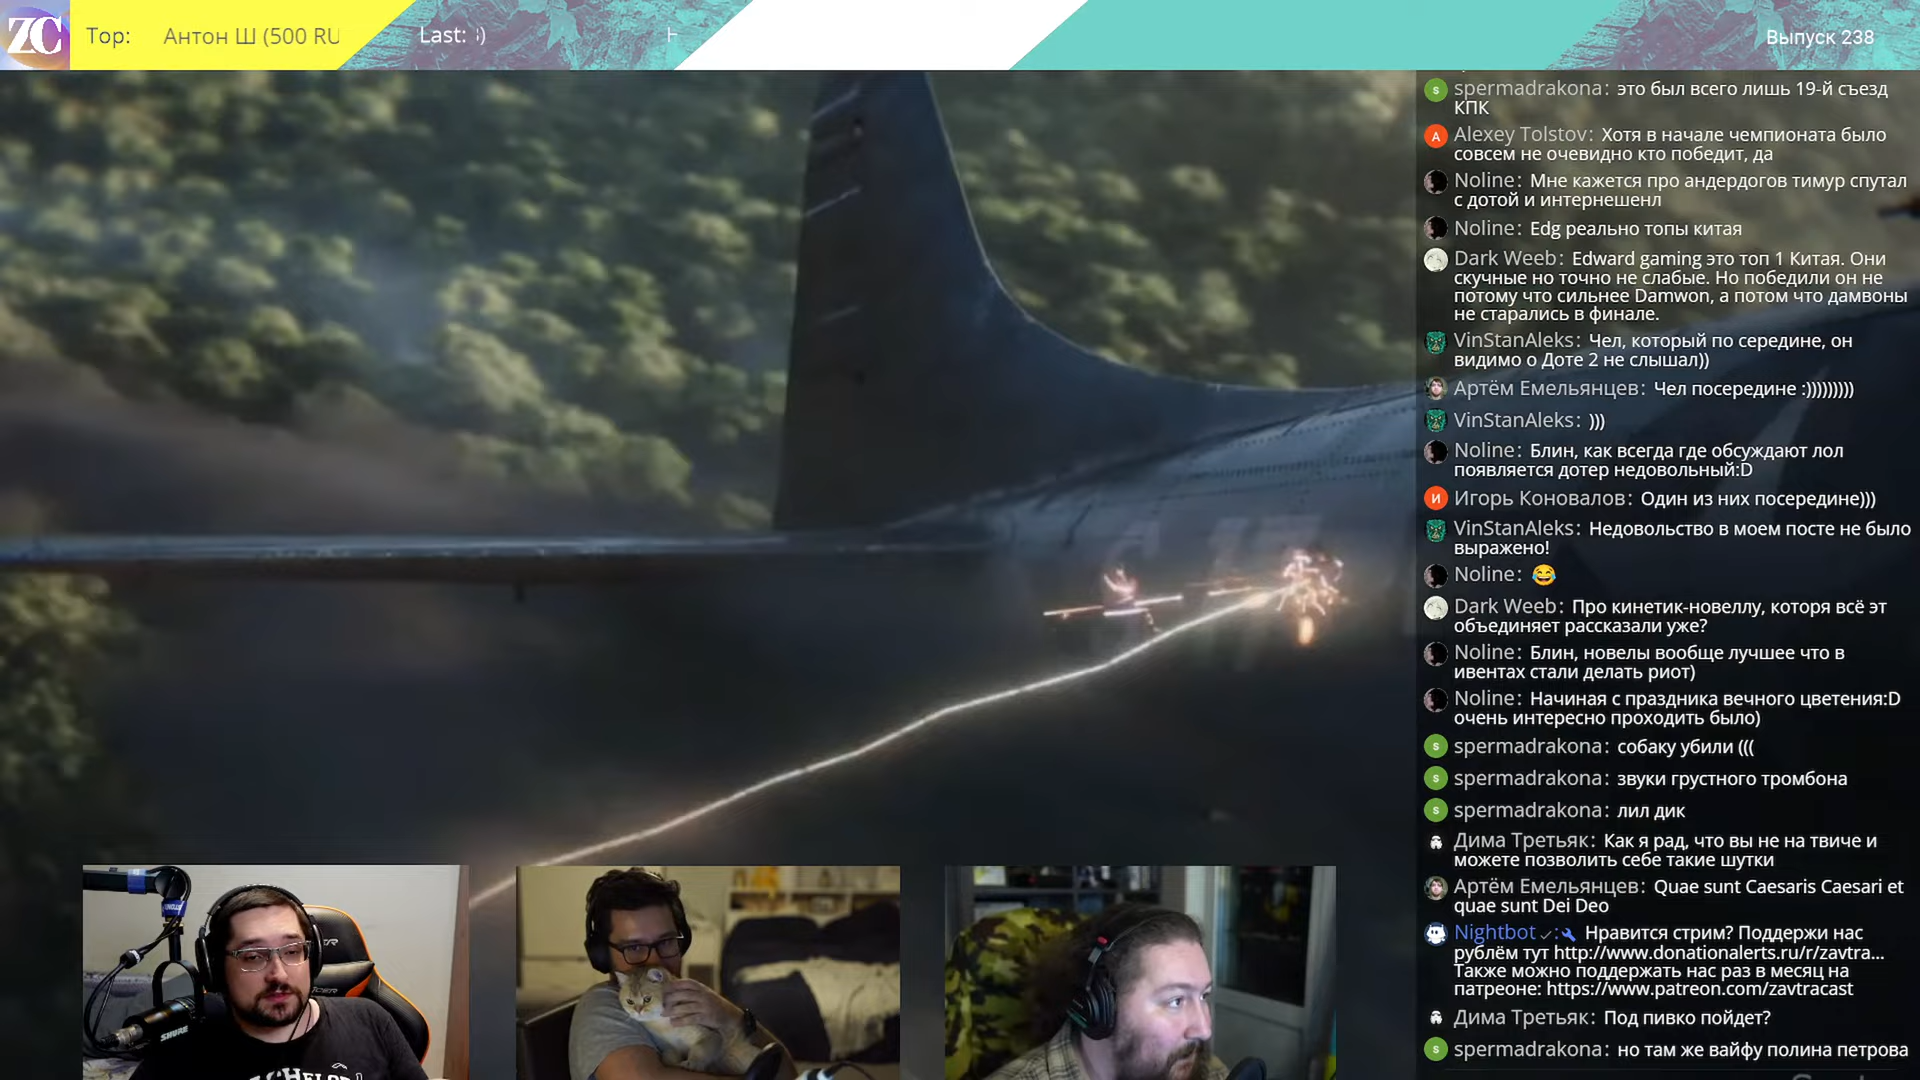 ZC
Top: Антон Ш (500 RU
Last: :)
Выпуск 238
spermadrakona: это был всего лишь 19-й съезд
КПК
Alexey Tolstov: Хотя в начале чемпионата было
совсем не очевидно кто победит, да
Noline: Мне кажется про андердогов тимур спутал
с дотой и интернешенл
Noline: Edg реально топы китая
Dark Weeb: Edward gaming это топ 1 Китая. Они
скучные но точно не слабые. Но победили он не
потому что сильнее Damwon, а потом что дамвоны
не старались в финале.
VinStanAleks: Чел, который по середине, он
видимо о Доте 2 не слышал))
Артём Емельянцев: Чел посередине :)))))))))
VinStanAleks: )))
Noline: Блин, как всегда где обсуждают лол
появляется дотер недовольный:D
Игорь Коновалов: Один из них посередине)))
VinStanAleks: Недовольство в моем посте не было
выражено!
Noline: 😂
Dark Weeb: Про кинетик-новеллу, которя всё эт
объединяет рассказали уже?
Noline: Блин, новелы вообще лучшее что в
ивентах стали делать риот)
Noline: Начиная с праздника вечного цветения:D
очень интересно проходить было)
spermadrakona: собаку убили (((
spermadrakona: звуки грустного тромбона
spermadrakona: лил дик
Дима Третьяк: Как я рад, что вы не на твиче и
можете позволить себе такие шутки
Артём Емельянцев: Quae sunt Caesaris Caesari et
quae sunt Dei Deo
Nightbot: Нравится стрим? Поддержи нас
рублём тут http://www.donationalerts.ru/r/zavtra...
Также можно поддержать нас раз в месяц на
патреоне: https://www.patreon.com/zavtracast
Дима Третьяк: Под пивко пойдет?
spermadrakona: но там же вайфу полина петрова
SHURE